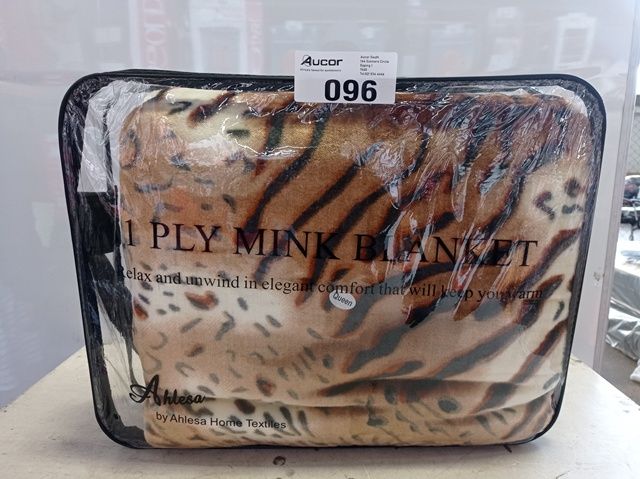 Aucor
096
1 PLY MINK BLANKET
Relax and unwind in elegant comfort that will keep you warm
Queen
Ahlesa
by Ahlesa Home Textiles